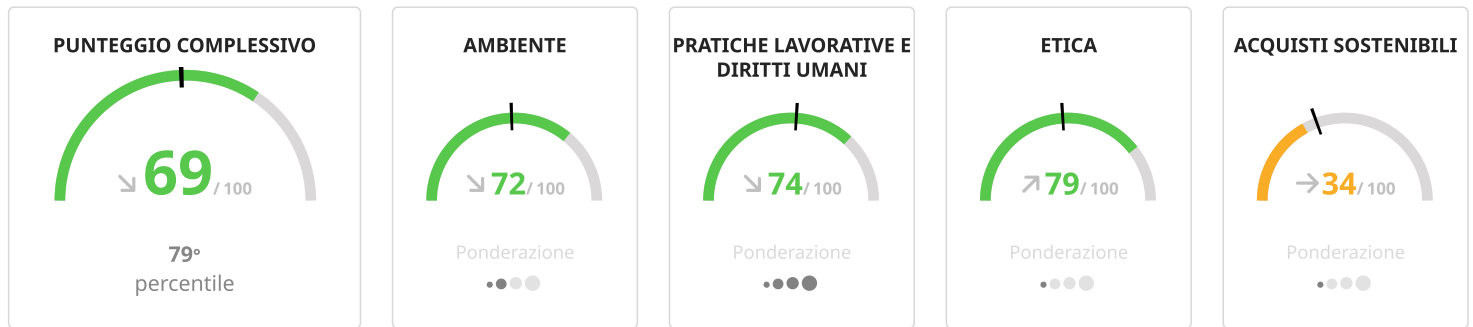 PUNTEGGIO COMPLESSIVO
69 / 100
79°
percentile
AMBIENTE
72 / 100
Ponderazione
PRATICHE LAVORATIVE E
DIRITTI UMANI
74 / 100
Ponderazione
ETICA
79 / 100
Ponderazione
ACQUISTI SOSTENIBILI
34 / 100
Ponderazione